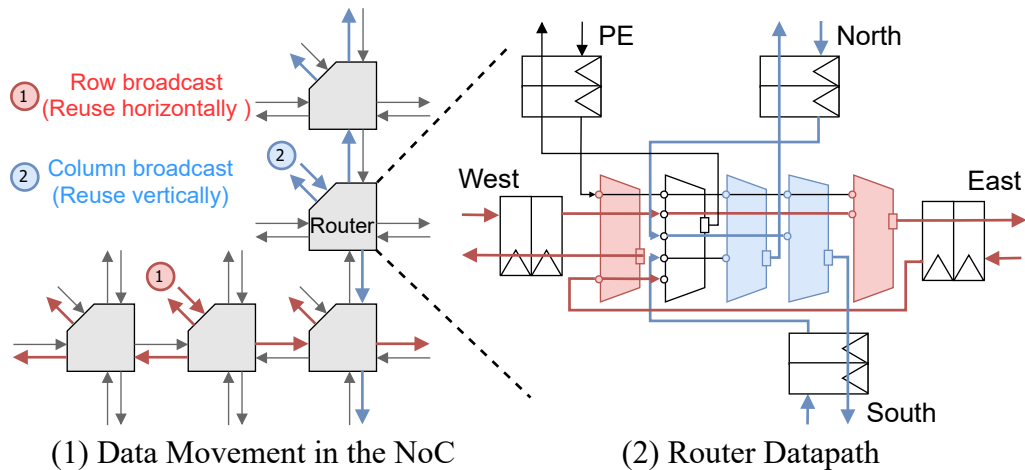 1 Row broadcast
(Reuse horizontally )
2 Column broadcast
(Reuse vertically)
2
Router
1
PE
North
West
East
South
(1) Data Movement in the NoC
(2) Router Datapath